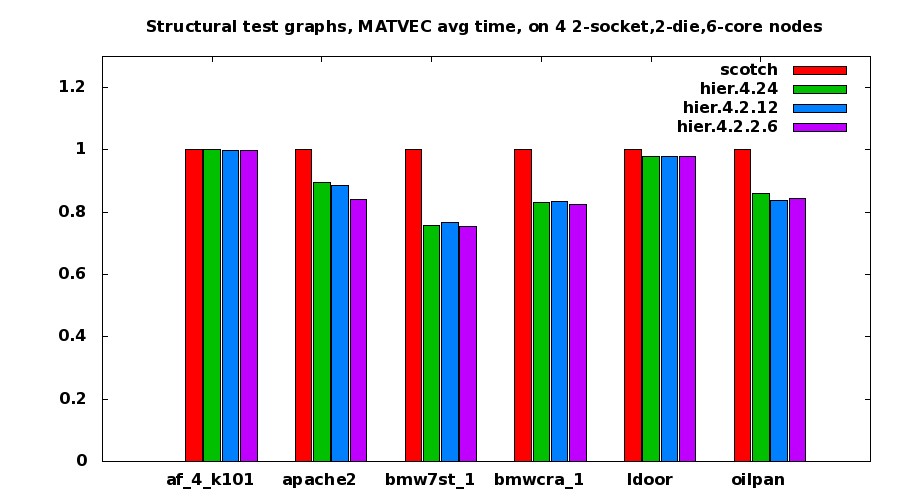 Structural test graphs, MATVEC avg time, on 4 2-socket,2-die,6-core nodes
scotch
hier.4.24
hier.4.2.12
hier.4.2.2.6
1.2
1
0.8
0.6
0.4
0.2
0
af_4_k101 apache2 bmw7st_1 bmwcra_1 ldoor oilpan